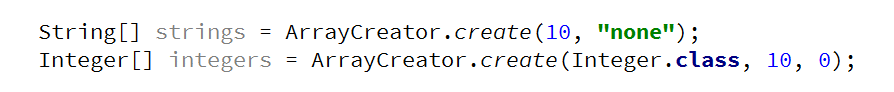 String[] strings = ArrayCreator.create(10, "none");
Integer[] integers = ArrayCreator.create(Integer.class, 10, 0);